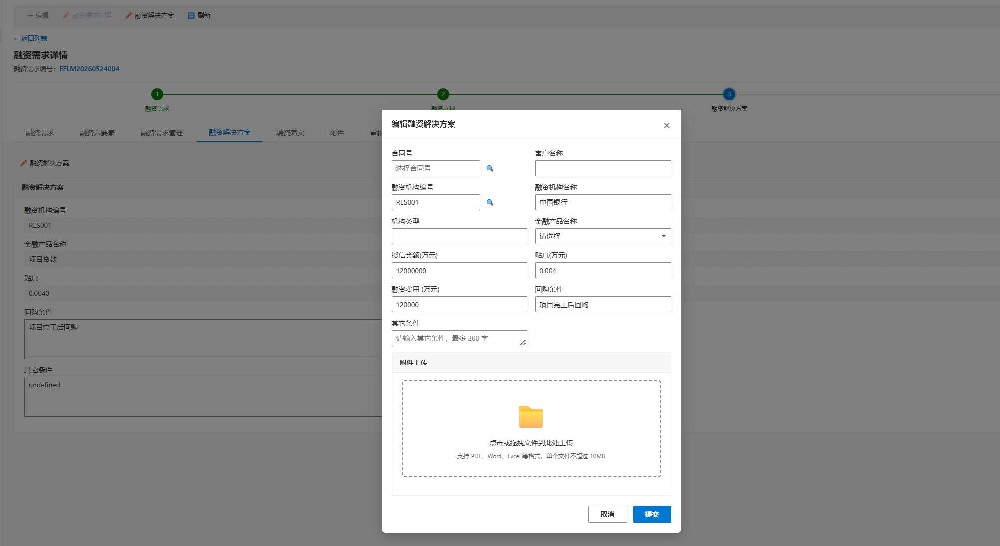 编辑
融资需求管理
融资解决方案
刷新
← 返回列表
融资需求详情
融资需求编号：EFLM20260524004
1
2
3
融资需求
融资立项
融资解决方案
融资需求
融资六要素
融资需求管理
融资解决方案
融资落实
附件
审批
融资解决方案
融资解决方案
融资机构编号
RES001
金融产品名称
项目贷款
贴息
0.0040
回购条件
项目完工后回购
其它条件
undefined
编辑融资解决方案
×
合同号
客户名称
选择合同号
融资机构编号
融资机构名称
RES001
中国银行
机构类型
金融产品名称
请选择
授信金额(万元)
贴息(万元)
12000000
0.004
融资费用 (万元)
回购条件
120000
项目完工后回购
其它条件
请输入其它条件，最多 200 字
附件上传
点击或拖拽文件到此处上传
支持 PDF、Word、Excel 等格式，单个文件不超过 10MB
取消
提交